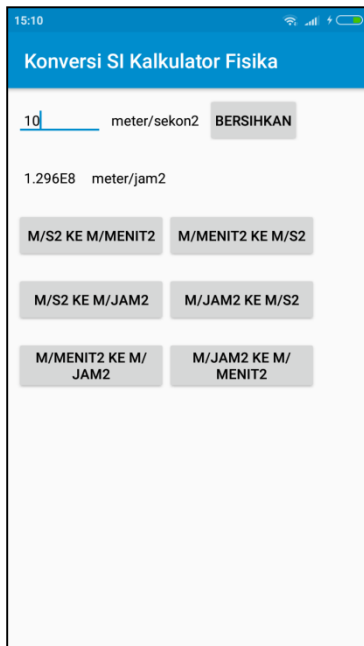 15:10
Konversi SI Kalkulator Fisika
10 meter/sekon2 BERSIHKAN
1.296E8 meter/jam2
M/S2 KE M/MENIT2 M/MENIT2 KE M/S2
M/S2 KE M/JAM2 M/JAM2 KE M/S2
M/MENIT2 KE M/
JAM2
M/JAM2 KE M/
MENIT2